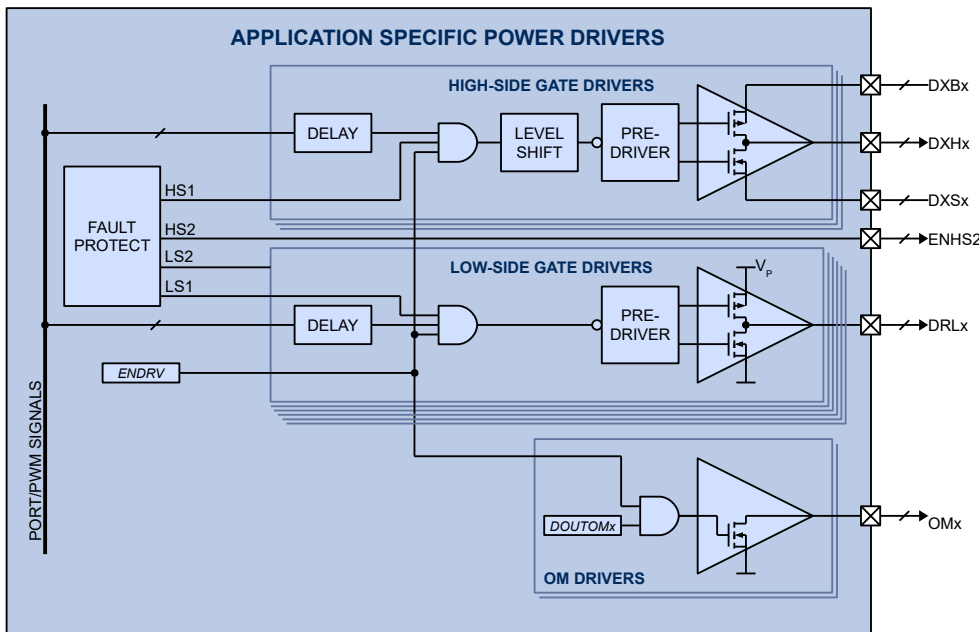 APPLICATION SPECIFIC POWER DRIVERS
HIGH-SIDE GATE DRIVERS
DXBx
DELAY
LEVEL
SHIFT
PRE-
DRIVER
DXHx
FAULT
PROTECT
HS1
HS2
LS2
LS1
DXSx
ENHS2
LOW-SIDE GATE DRIVERS
VP
DELAY
PRE-
DRIVER
DRLx
ENDRV
PORT/PWM SIGNALS
DOUTOMx
OMx
OM DRIVERS